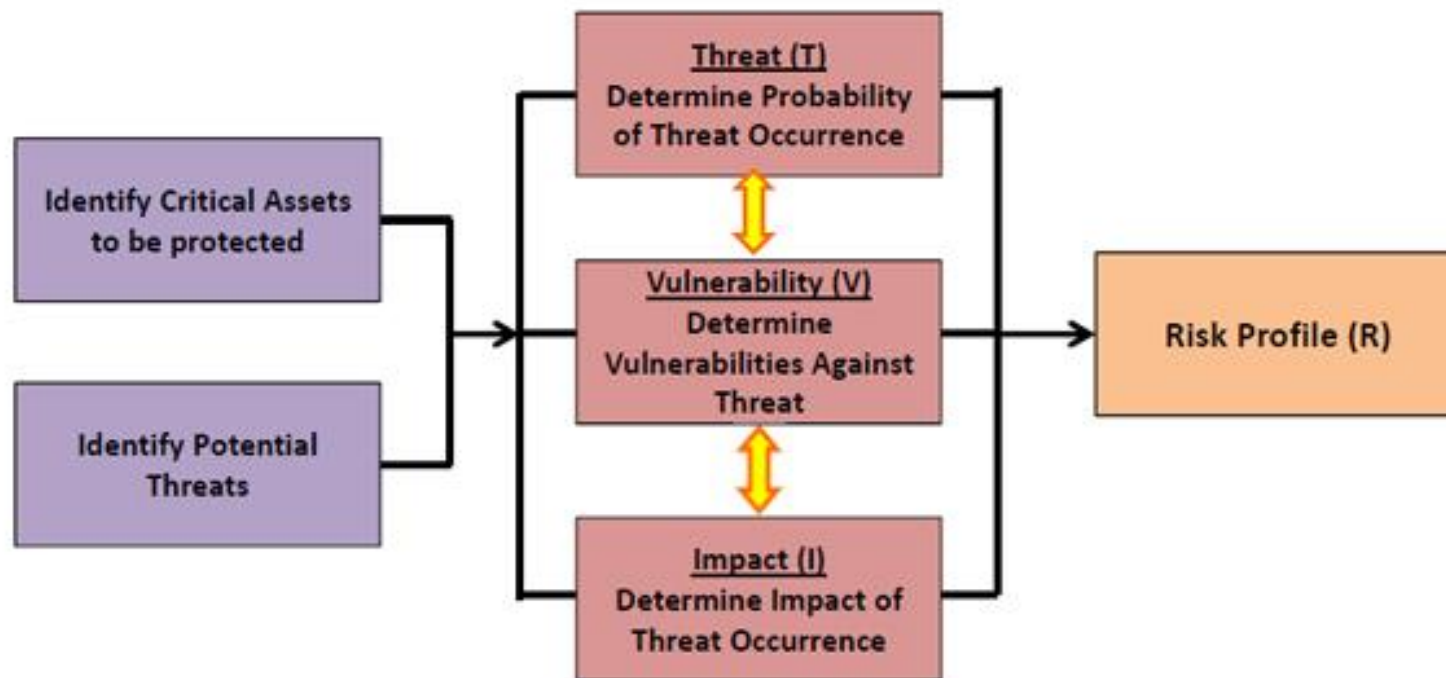 Identify Critical Assets
to be protected
Identify Potential
Threats
Threat (T)
Determine Probability
of Threat Occurrence
Vulnerability (V)
Determine
Vulnerabilities Against
Threat
Impact (I)
Determine Impact of
Threat Occurrence
Risk Profile (R)